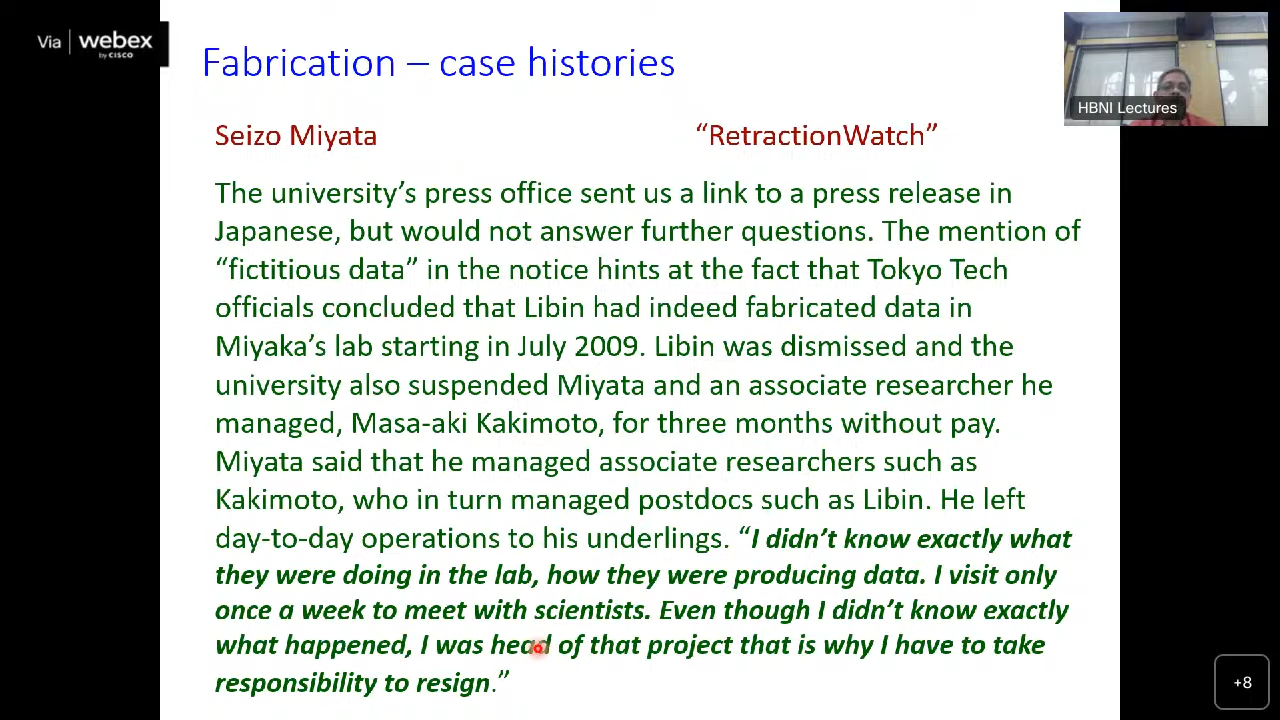 Via webex
by CISCO
Fabrication – case histories
HBNI Lectures
Seizo Miyata “RetractionWatch”
The university’s press office sent us a link to a press release in
Japanese, but would not answer further questions. The mention of
“fictitious data” in the notice hints at the fact that Tokyo Tech
officials concluded that Libin had indeed fabricated data in
Miyaka’s lab starting in July 2009. Libin was dismissed and the
university also suspended Miyata and an associate researcher he
managed, Masa-aki Kakimoto, for three months without pay.
Miyata said that he managed associate researchers such as
Kakimoto, who in turn managed postdocs such as Libin. He left
day-to-day operations to his underlings. “I didn’t know exactly what
they were doing in the lab, how they were producing data. I visit only
once a week to meet with scientists. Even though I didn’t know exactly
what happened, I was head of that project that is why I have to take
responsibility to resign.”
+8